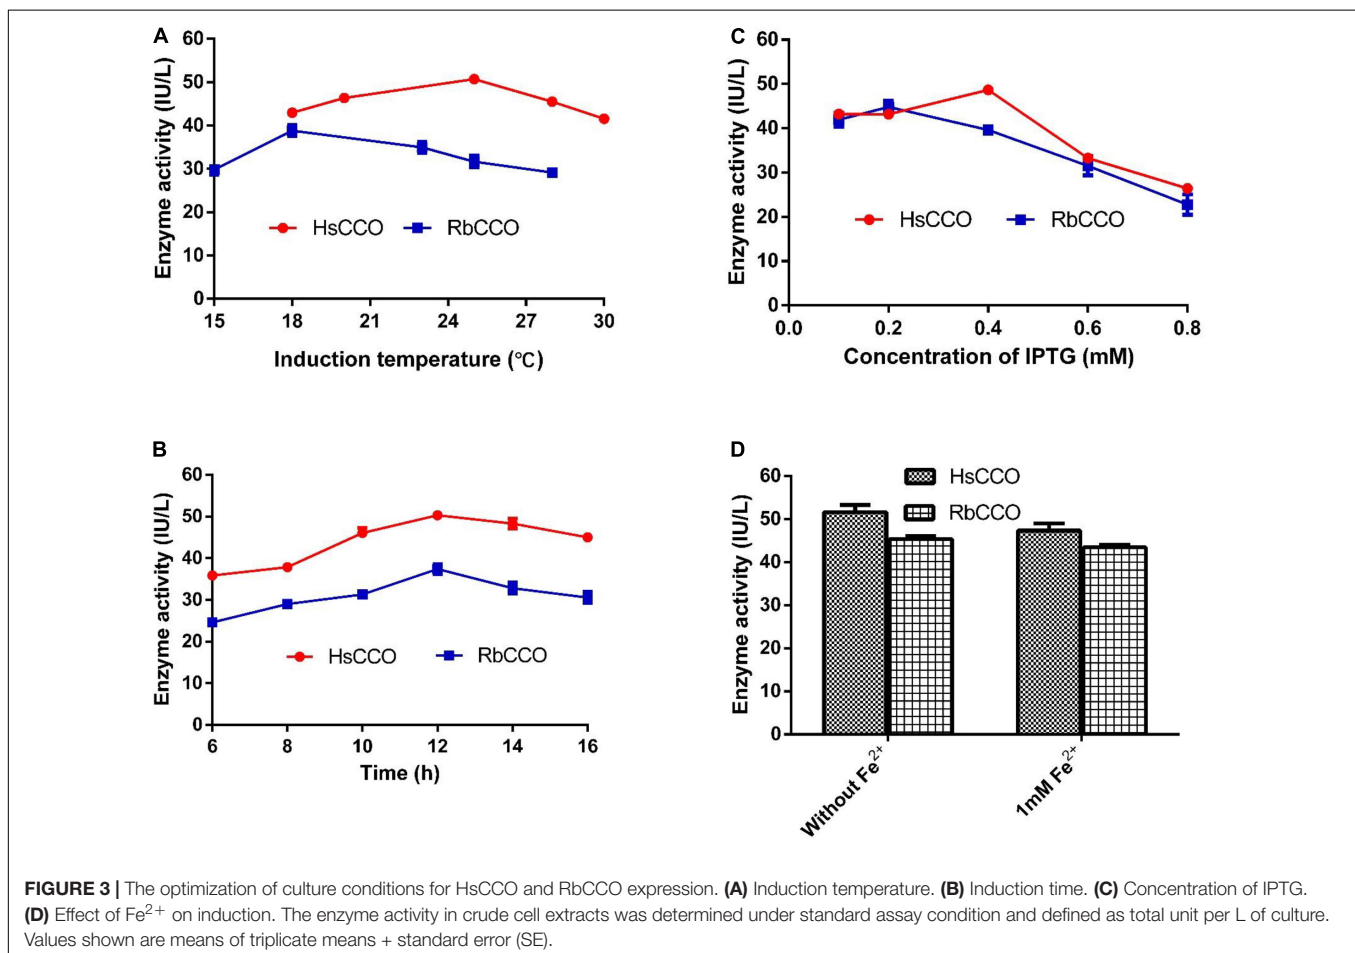 A
60
50
40
30
20
10
0
Enzyme activity (IU/L)
HsCCO
RbCCO
15
18
21
24
27
30
Induction temperature (℃)
C
60
50
40
30
20
10
0
Enzyme activity (IU/L)
HsCCO
RbCCO
0.0
0.2
0.4
0.6
0.8
Concentration of IPTG (mM)
B
60
50
40
30
20
10
0
Enzyme activity (IU/L)
HsCCO
RbCCO
6
8
10
12
14
16
Time (h)
D
60
50
40
30
20
10
0
Enzyme activity (IU/L)
HsCCO
RbCCO
Without Fe²⁺
1mM Fe²⁺
FIGURE 3 | The optimization of culture conditions for HsCCO and RbCCO expression. (A) Induction temperature. (B) Induction time. (C) Concentration of IPTG.
(D) Effect of Fe²⁺ on induction. The enzyme activity in crude cell extracts was determined under standard assay condition and defined as total unit per L of culture.
Values shown are means of triplicate means + standard error (SE).